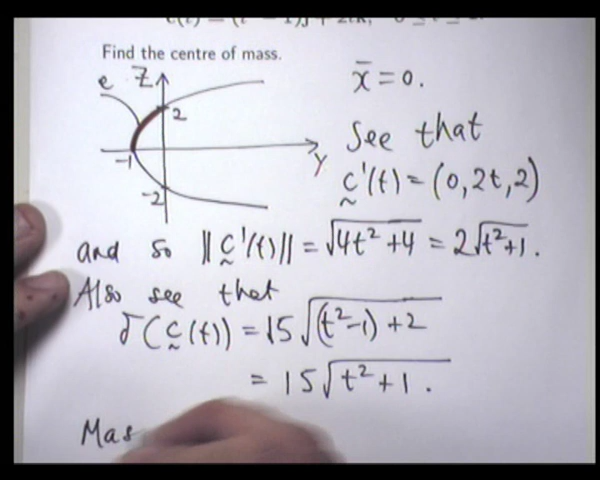 Find the centre of mass.
e Z
2
-1
Y
-2
x̄ = 0.
See that
c'(t) = (0, 2t, 2)
and so ||c'(t)|| = √(4t² + 4) = 2√(t²+1).
Also see that
δ(c(t)) = 15√((t²-1) + 2)
= 15√(t² + 1).
Mas